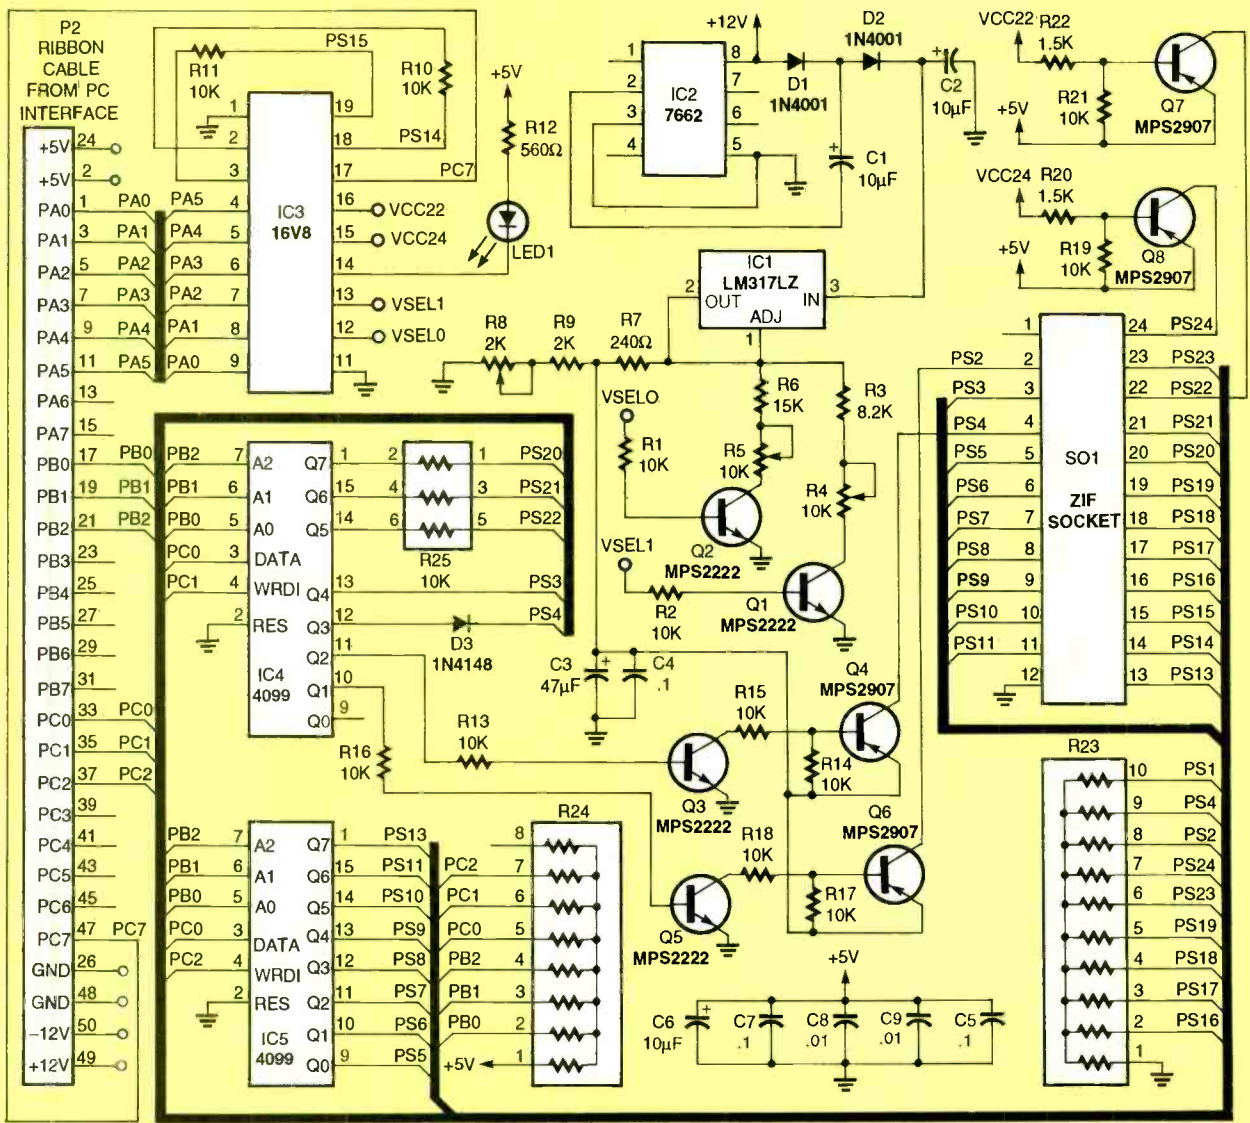 P2
RIBBON
CABLE
FROM PC
INTERFACE
+5V 24
+5V 2
PA0 1 PA0
PA1 3 PA1
PA2 5 PA2
PA3 7 PA3
PA4 9 PA4
PA5 11 PA5
PA6 13
PA7 15
PB0 17 PB0
PB1 19 PB1
PB2 21 PB2
PB3 23
PB4 25
PB5 27
PB6 29
PB7 31
PC0 33 PC0
PC1 35 PC1
PC2 37 PC2
PC3 39
PC4 41
PC5 43
PC6 45
PC7 47 PC7
GND 26
GND 48
–12V 50
+12V 49
PS15
R11
10K
R10
10K
PS14
PC7
1
2
3
PA5 4
PA4 5
PA3 6
PA2 7
PA1 8
PA0 9
IC3
16V8
19
18
17
16 VCC22
15 VCC24
14
13 VSEL1
12 VSEL0
11
+5V
R12
560Ω
LED1
+12V
1
2
3
4
IC2
7662
8
7
6
5
D1
1N4001
D2
1N4001
C2
10µF
C1
10µF
VCC22
R22
1.5K
R21
10K
+5V
Q7
MPS2907
VCC24
R20
1.5K
R19
10K
+5V
Q8
MPS2907
IC1
LM317LZ
2 OUT IN 3
ADJ
1
R8
2K
R9
2K
R7
240Ω
VSELO
R1
10K
R6
15K
R5
10K
R3
8.2K
R4
10K
Q2
MPS2222
VSEL1
R2
10K
Q1
MPS2222
C3
47µF
C4
.1
PB2 7 A2
PB1 6 A1
PB0 5 A0
PC0 3 DATA
PC1 4 WRDI
2 RES
IC4
4099
Q7 1 2 1 PS20
Q6 15 4 3 PS21
Q5 14 6 5 PS22
R25
10K
Q4 13 PS3
Q3 12 PS4
D3
1N4148
Q2 11
Q1 10
Q0 9
R16
10K
R13
10K
Q3
MPS2222
R15
10K
R14
10K
Q4
MPS2907
Q5
MPS2222
R18
10K
R17
10K
Q6
MPS2907
PB2 7 A2
PB1 6 A1
PB0 5 A0
PC0 3 DATA
PC2 4 WRDI
2 RES
IC5
4099
Q7 1 PS13
Q6 15 PS11
Q5 14 PS10
Q4 13 PS9
Q3 12 PS8
Q2 11 PS7
Q1 10 PS6
Q0 9 PS5
R24
8
PC2 7
PC1 6
PC0 5
PB2 4
PB1 3
PB0 2
+5V 1
+5V
C6
10µF
C7
.1
C8
.01
C9
.01
C5
.1
SO1
ZIF
SOCKET
1
PS2 2
PS3 3
PS4 4
PS5 5
PS6 6
PS7 7
PS8 8
PS9 9
PS10 10
PS11 11
12
24 PS24
23 PS23
22 PS22
21 PS21
20 PS20
19 PS19
18 PS18
17 PS17
16 PS16
15 PS15
14 PS14
13 PS13
R23
10 PS1
9 PS4
8 PS2
7 PS24
6 PS23
5 PS19
4 PS18
3 PS17
2 PS16
1